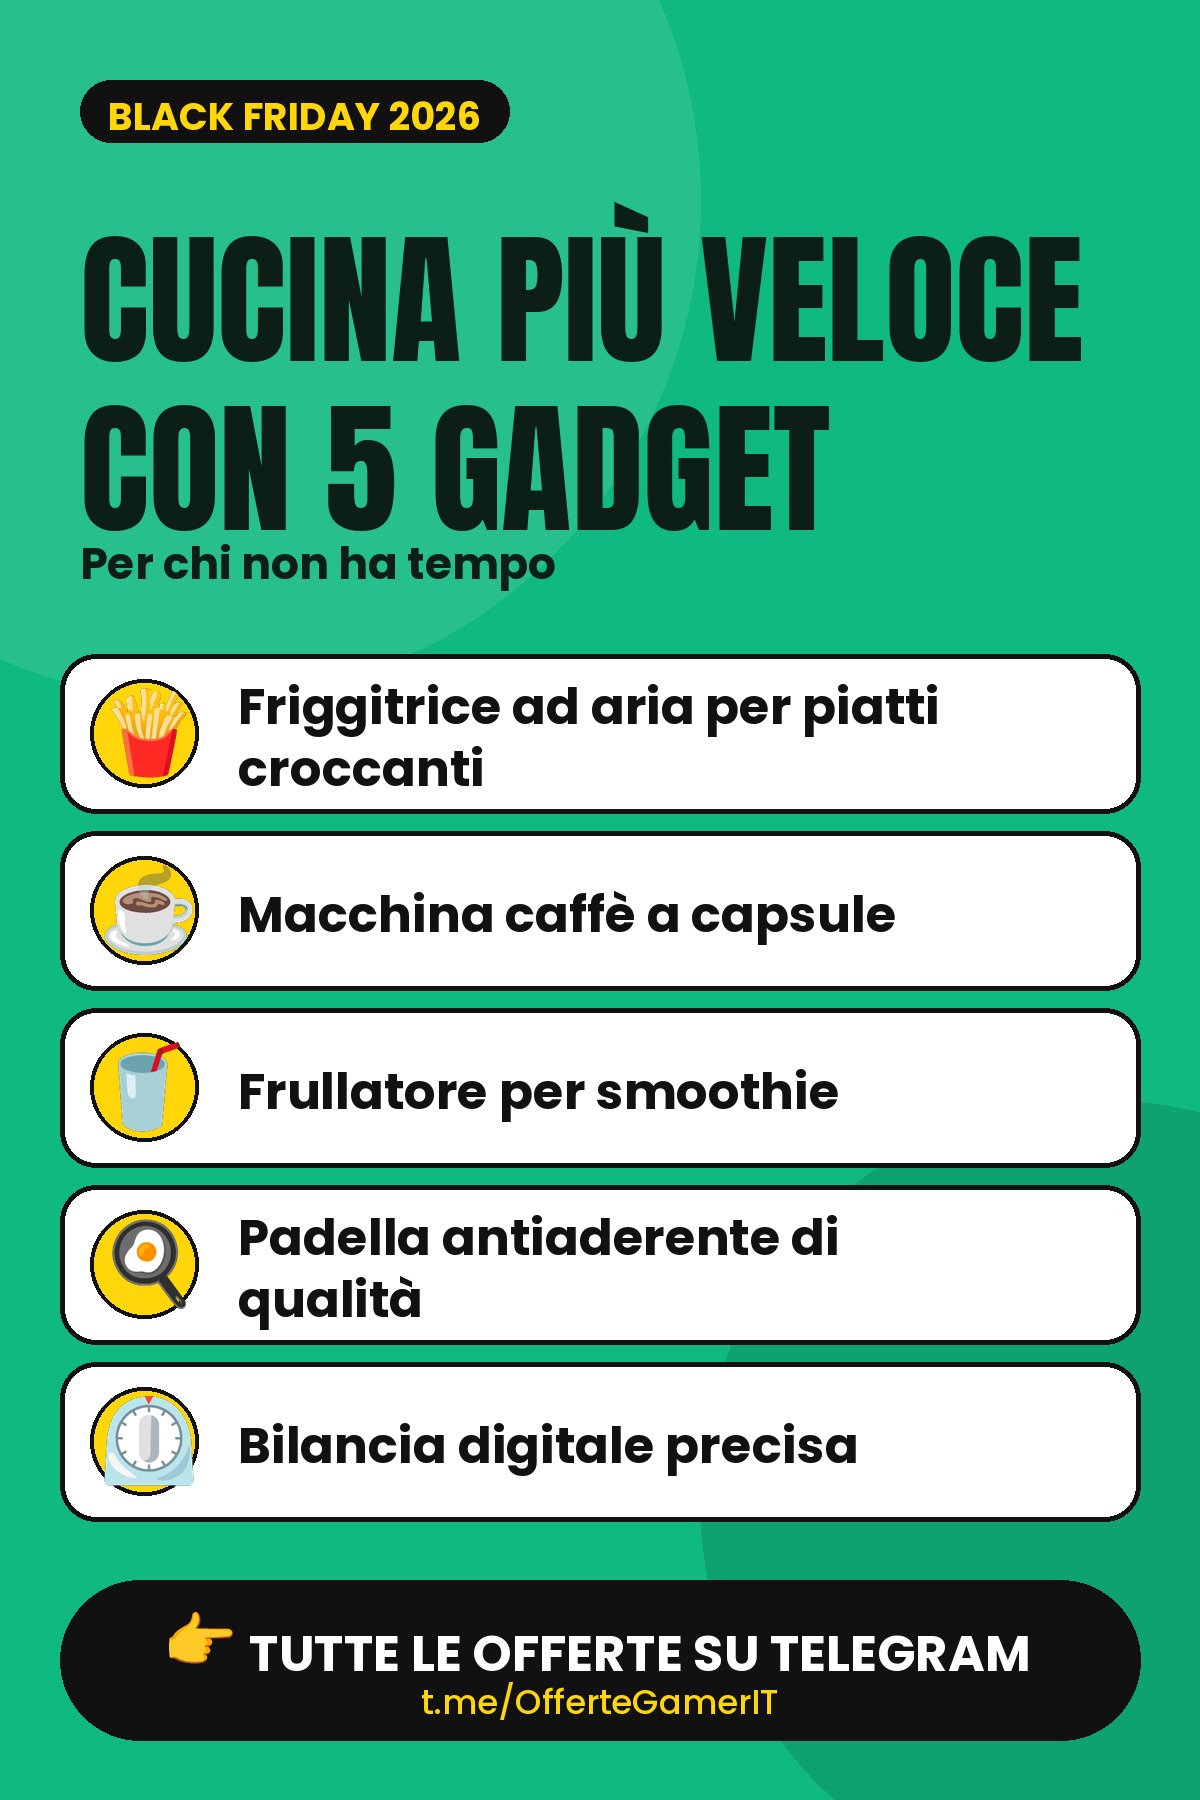 BLACK FRIDAY 2026
CUCINA PIÙ VELOCE
CON 5 GADGET
Per chi non ha tempo
Friggitrice ad aria per piatti
croccanti
Macchina caffè a capsule
Frullatore per smoothie
Padella antiaderente di
qualità
Bilancia digitale precisa
TUTTE LE OFFERTE SU TELEGRAM
t.me/OfferteGamerIT